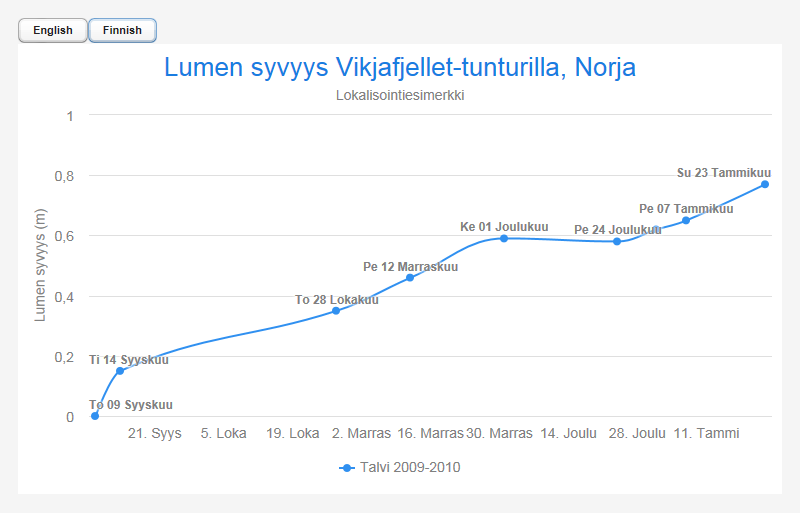 English
Finnish
Lumen syvyys Vikjafjellet-tunturilla, Norja
Lokalisointiesimerkki
Lumen syvyys (m)
1
0,8
0,6
0,4
0,2
0
To 09 Syyskuu
Ti 14 Syyskuu
To 28 Lokakuu
Pe 12 Marraskuu
Ke 01 Joulukuu
Pe 24 Joulukuu
Pe 07 Tammikuu
Su 23 Tammikuu
21. Syys 5. Loka 19. Loka 2. Marras 16. Marras 30. Marras 14. Joulu 28. Joulu 11. Tammi
Talvi 2009-2010